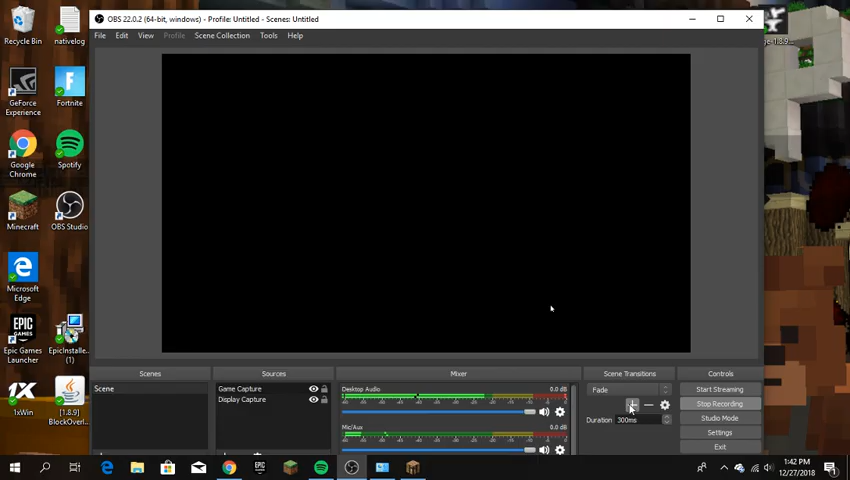 OBS 22.0.2 (64-bit, windows) - Profile: Untitled - Scenes: Untitled
File Edit View Profile Scene Collection Tools Help
Recycle Bin
nativelog
GeForce Experience
Fortnite
Google Chrome
Spotify
Minecraft
OBS Studio
Microsoft Edge
Epic Games Launcher
EpicInstalle... (1)
1xWin
[1.8.9] BlockOverl...
Scenes
Scene
Sources
Game Capture
Display Capture
Mixer
Desktop Audio 0.0 dB
Mic/Aux 0.0 dB
Scene Transitions
Fade
Duration 300ms
Controls
Start Streaming
Stop Recording
Studio Mode
Settings
Exit
1:42 PM
12/27/2018